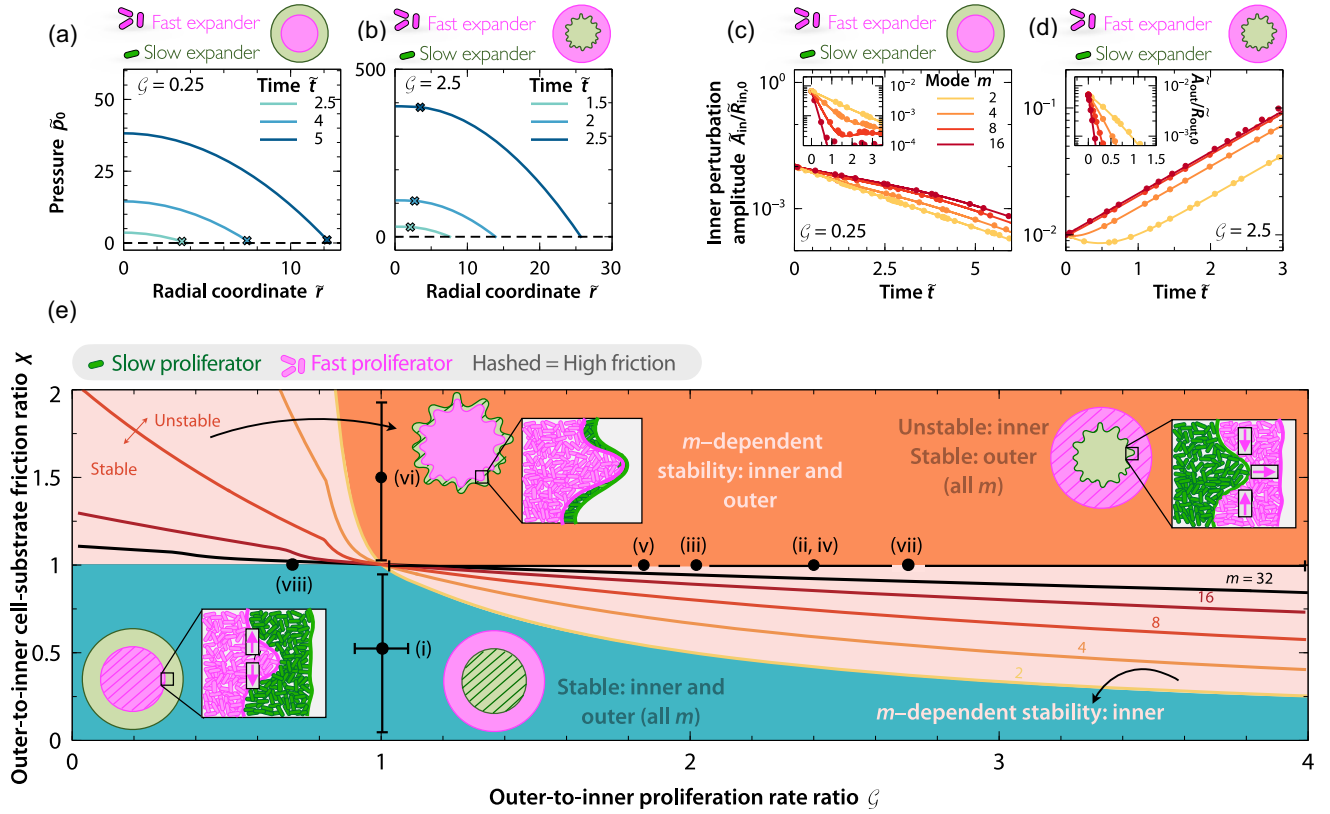 (a)
Fast expander
Slow expander
𝒢 = 0.25
Time t̃
2.5
4
5
50
25
0
Pressure p̃₀
0
10
Radial coordinate r̃
(b)
Fast expander
Slow expander
𝒢 = 2.5
Time t̃
1.5
2
2.5
500
0
0
10
20
30
Radial coordinate r̃
(c)
Fast expander
Slow expander
10⁰
10⁻³
Inner perturbation
amplitude Ã_in/R̃_in,0
Mode m
2
4
8
16
10⁻²
10⁻³
10⁻⁴
0
1
2
3
𝒢 = 0.25
0
2.5
5
Time t̃
(d)
Fast expander
Slow expander
10⁻¹
10⁻²
10⁻²
10⁻³
Ã_out/R̃_out,0
0
0.5
1
1.5
𝒢 = 2.5
0
1
2
3
Time t̃
(e)
Slow proliferator
Fast proliferator
Hashed = High friction
Outer-to-inner cell-substrate friction ratio χ
2
1.5
1
0.5
0
Unstable
Stable
(vi)
m–dependent
stability: inner and
outer
Unstable: inner
Stable: outer
(all m)
(v)
(iii)
(ii, iv)
(vii)
(viii)
(i)
m = 32
16
8
4
2
Stable: inner and
outer (all m)
m–dependent stability: inner
0
1
2
3
4
Outer-to-inner proliferation rate ratio 𝒢